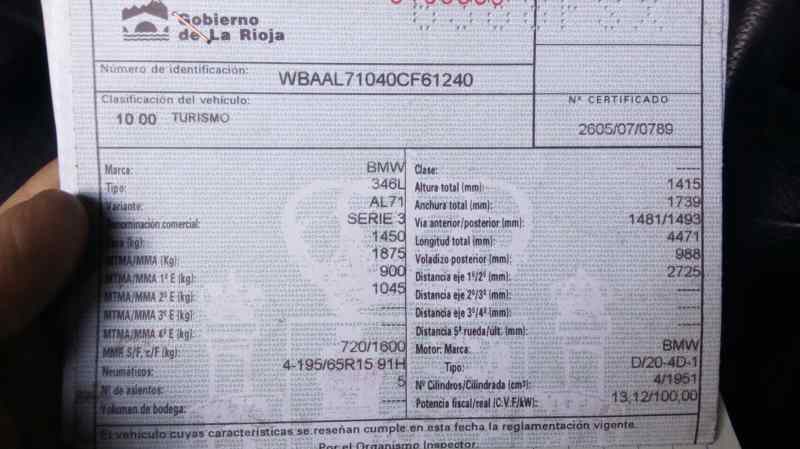 Gobierno
de La Rioja
Número de identificación: WBAAL71040CF61240
Clasificación del vehículo:
10 00 TURISMO
Nº CERTIFICADO
2605/07/0789
Marca: BMW
Tipo: 346L
Variante: AL71
Denominación comercial: SERIE 3
Tara (kg): 1450
MTMA/MMA (Kg): 1875
MTMA/MMA 1º E (kg): 900
MTMA/MMA 2º E (kg): 1045
MTMA/MMA 3º E (kg):
MTMA/MMA 4º E (kg):
MMR S/F, c/F (kg): 720/1600
Neumáticos: 4-195/65R15 91H
Nº de asientos: 5
Volumen de bodega: -----
Clase: -----
Altura total (mm): 1415
Anchura total (mm): 1739
Via anterior/posterior (mm): 1481/1493
Longitud total (mm): 4471
Voladizo posterior (mm): 988
Distancia eje 1º/2º (mm): 2725
Distancia eje 2º/3º (mm): -----
Distancia eje 3º/4º (mm): -----
Distancia 5ª rueda/últ. (mm): -----
Motor: Marca: BMW
Tipo: D/20-4D-1
Nº Cilindros/Cilindrada (cm³): 4/1951
Potencia fiscal/real (C.V.F/kW): 13,12/100,00
El vehículo cuyas características se reseñan cumple en esta fecha la reglamentación vigente.
Por el Organismo Inspector.